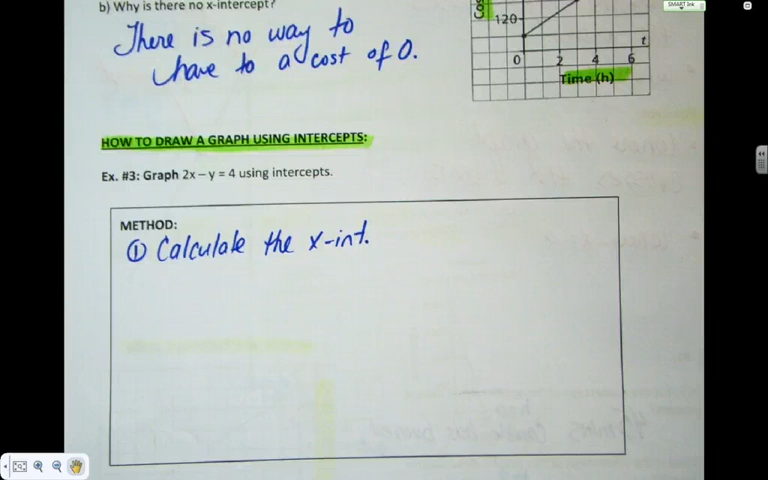 b) Why is there no x-intercept?
There is no way to
have to a cost of 0.
120
t
0 2 4 6
Time (h)
HOW TO DRAW A GRAPH USING INTERCEPTS:
Ex. #3: Graph 2x – y = 4 using intercepts.
METHOD:
① Calculate the x-int.
SMART Ink